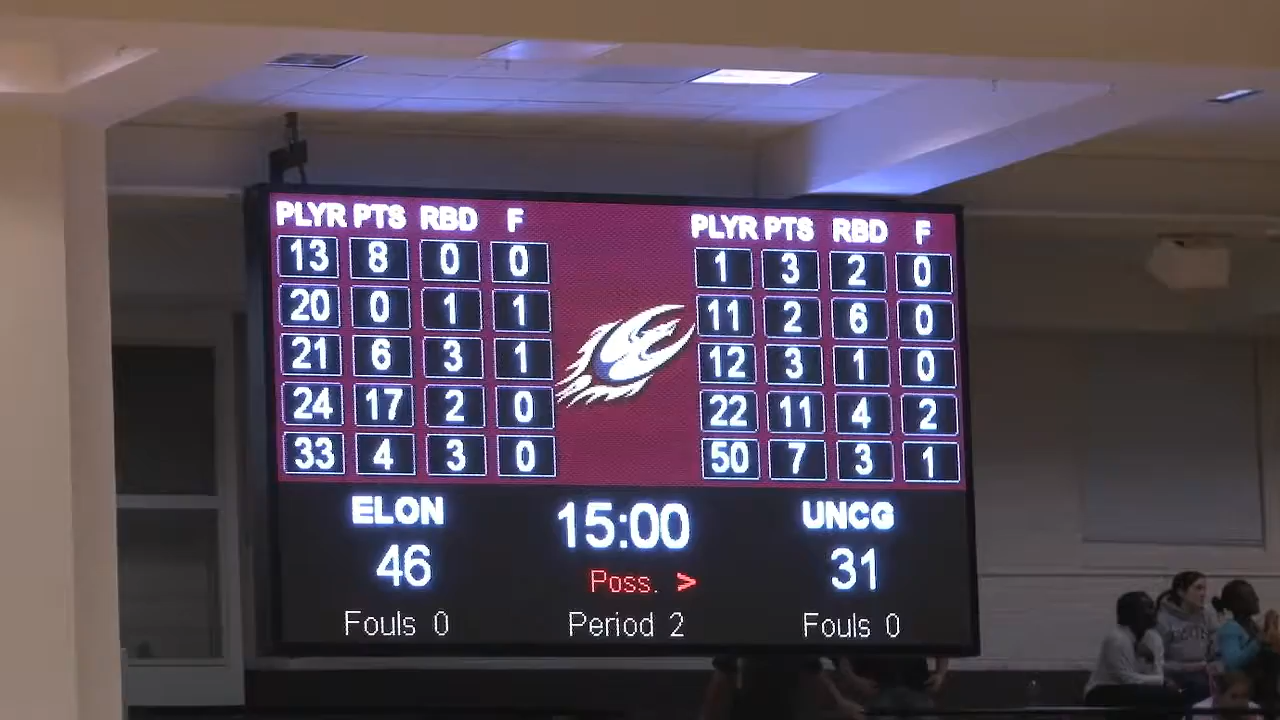 PLYR PTS RBD F
13 8 0 0
20 0 1 1
21 6 3 1
24 17 2 0
33 4 3 0
PLYR PTS RBD F
1 3 2 0
11 2 6 0
12 3 1 0
22 11 4 2
50 7 3 1
ELON 15:00 UNCG
46 Poss. > 31
Fouls 0 Period 2 Fouls 0